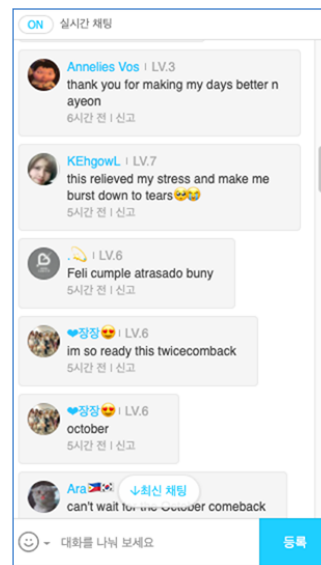 ON 실시간 채팅
Annelies Vos | LV.3
thank you for making my days better n
ayeon
6시간 전 | 신고
KEhgowL | LV.7
this relieved my stress and make me
burst down to tears🥺😭
5시간 전 | 신고
.💫 | LV.6
Feli cumple atrasado buny
5시간 전 | 신고
❤장장😍 | LV.6
im so ready this twicecomback
5시간 전 | 신고
❤장장😍 | LV.6
october
5시간 전 | 신고
Ara🇵🇭🇰🇷
↓최신 채팅
can't wait for the October comeback
대화를 나눠 보세요
등록